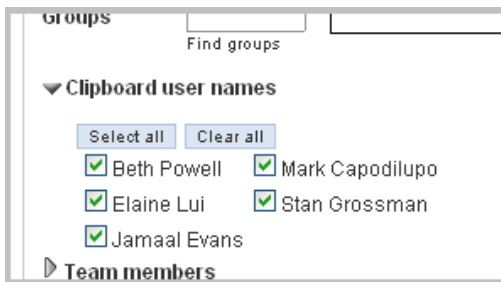 Groups
Find groups
Clipboard user names
Select all Clear all
Beth Powell Mark Capodilupo
Elaine Lui Stan Grossman
Jamaal Evans
Team members